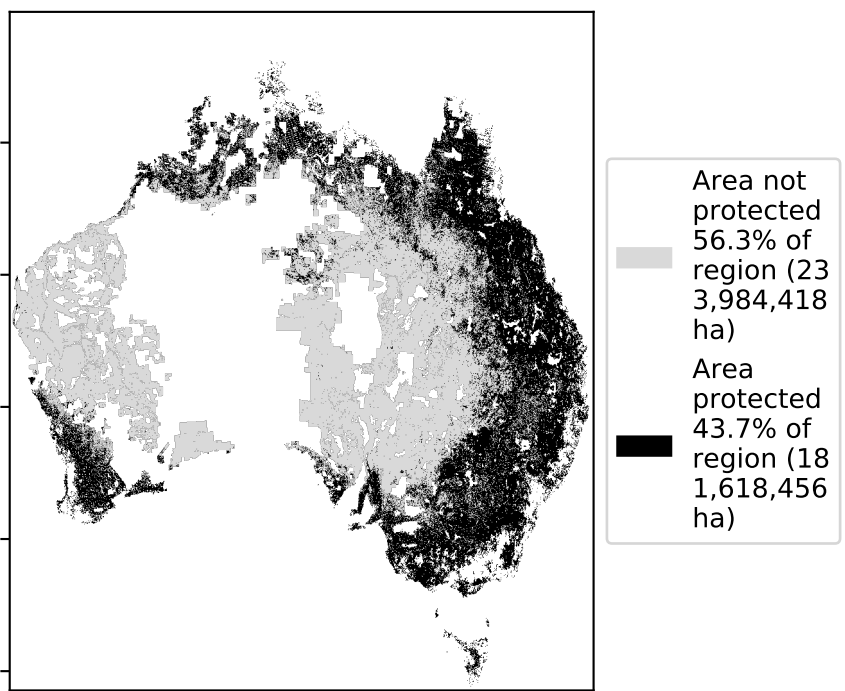 Area not
protected
56.3% of
region (23
3,984,418
ha)
Area
protected
43.7% of
region (18
1,618,456
ha)